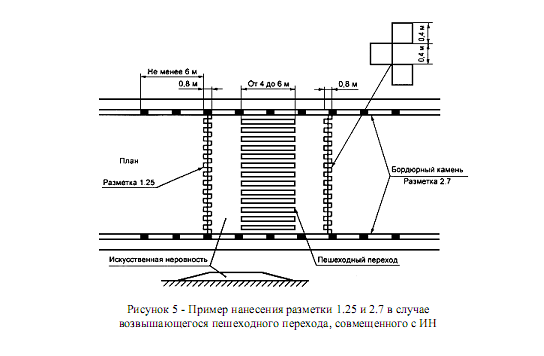 0,4 м
0,4 м
Не менее 6 м
0,8 м
От 4 до 6 м
0,8 м
План
Разметка 1.25
Бордюрный камень
Разметка 2.7
Искусственная неровность
Пешеходный переход
Рисунок 5 - Пример нанесения разметки 1.25 и 2.7 в случае
возвышающегося пешеходного перехода, совмещенного с ИН